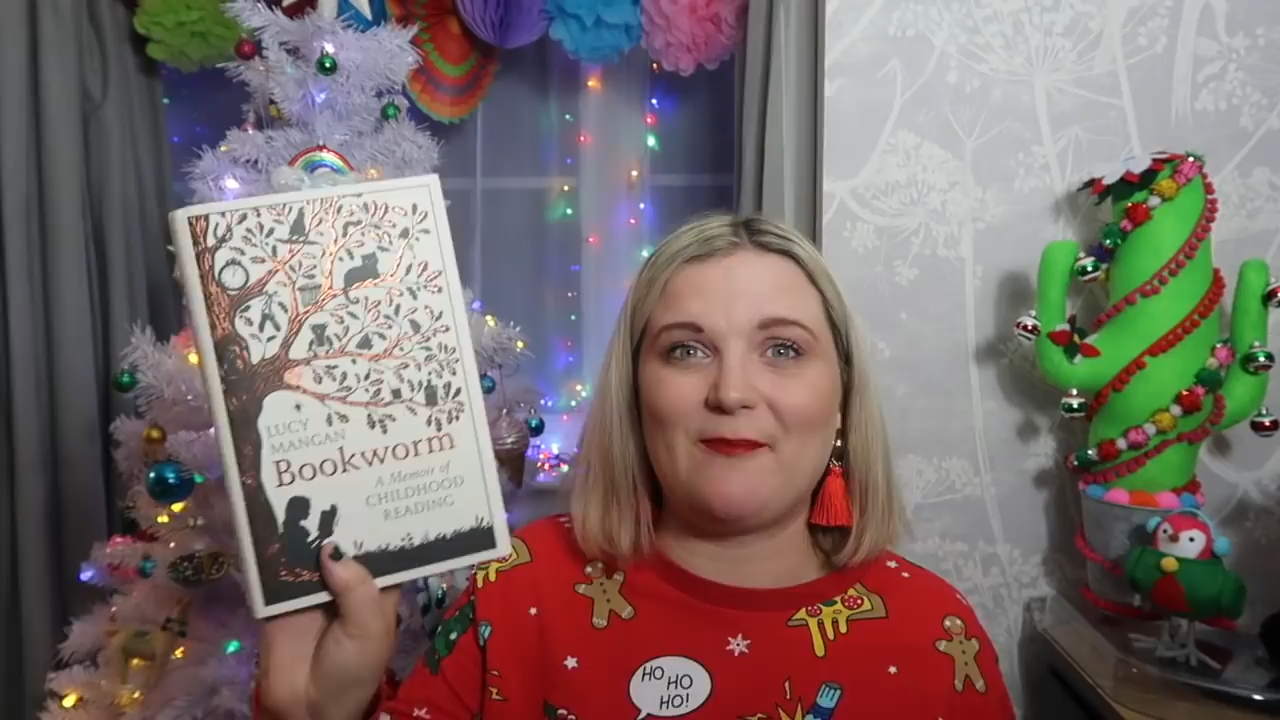 LUCY
MANGAN
Bookworm
A Memoir of
CHILDHOOD
READING
HO
HO
HO!